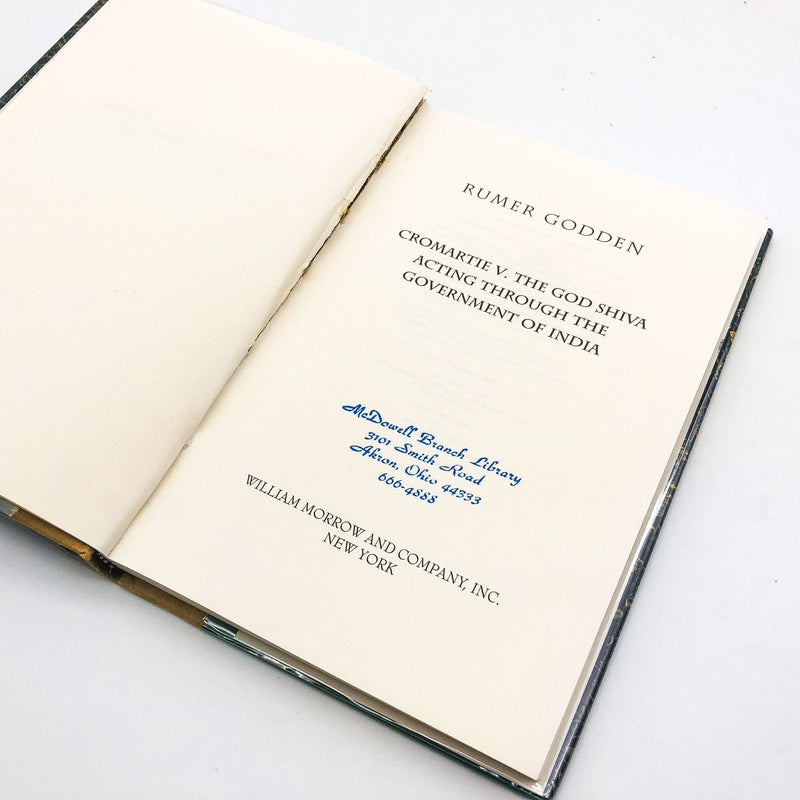 RUMER GODDEN
CROMARTIE V. THE GOD SHIVA
ACTING THROUGH THE
GOVERNMENT OF INDIA
McDowell Branch Library
3101 Smith Road
Akron, Ohio 44333
666-4888
WILLIAM MORROW AND COMPANY, INC.
NEW YORK